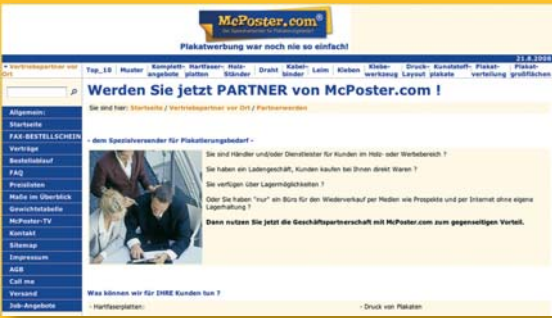 McPoster.com®
Der Spezialversender für Plakatierungsbedarf
Plakatwerbung war noch nie so einfach!
21.8.2008
Vertriebspartner vor Ort
Top_10 Muster Komplett-angebote Hartfaser-platten Holz-Ständer Draht Kabel-binder Leim Kleben Klebe-werkzeug Druck-Layout Kunststoff-plakate Plakat-verteilung Plakat-großflächen
Werden Sie jetzt PARTNER von McPoster.com !
Sie sind hier: Startseite / Vertriebspartner vor Ort / Partnerwerden
Allgemein:
Startseite
FAX-BESTELLSCHEIN
Verträge
Bestellablauf
FAQ
Preislisten
Maße im Überblick
Gewichtstabelle
McPoster-TV
Kontakt
Sitemap
Impressum
AGB
Call me
Versand
Job-Angebote
- dem Spezialversender für Plakatierungsbedarf -
Sie sind Händler und/oder Dienstleister für Kunden im Holz- oder Werbebereich ?
Sie haben ein Ladengeschäft, Kunden kaufen bei Ihnen direkt Waren ?
Sie verfügen über Lagermöglichkeiten ?
Oder Sie haben "nur" ein Büro für den Wiederverkauf per Medien wie Prospekte und per Internet ohne eigene
Lagerhaltung ?
Dann nutzen Sie jetzt die Geschäftspartnerschaft mit McPoster.com zum gegenseitigen Vorteil.
Was können wir für IHRE Kunden tun ?
- Hartfaserplatten:
- Druck von Plakaten